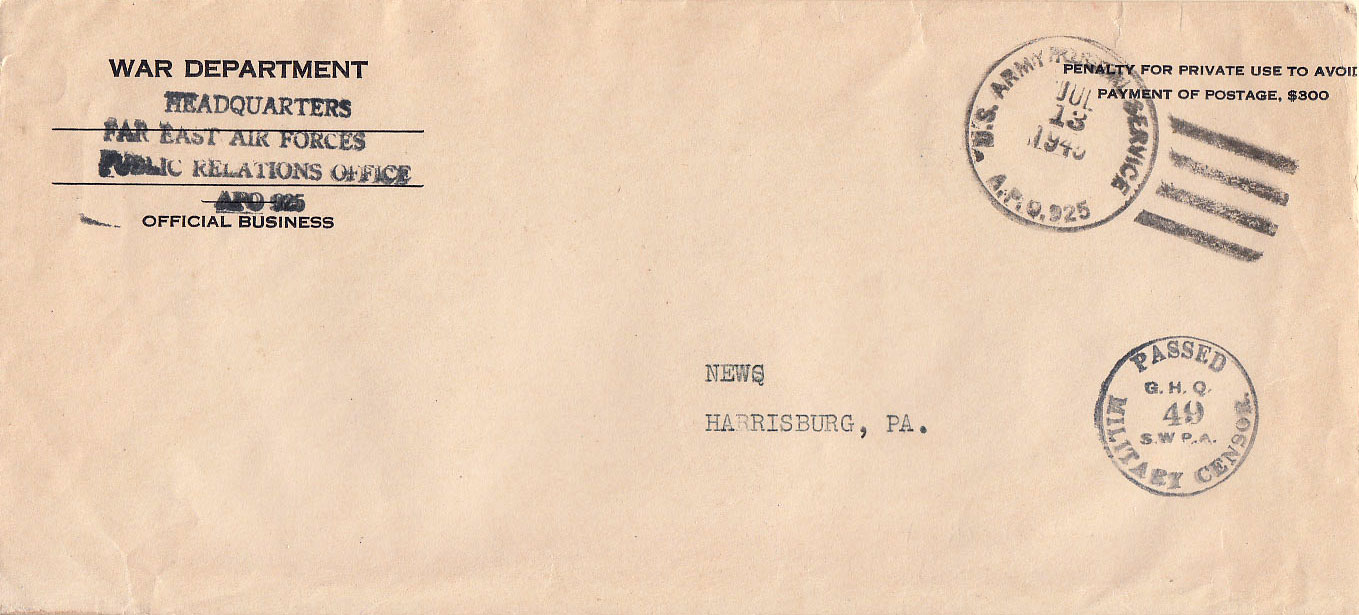 WAR DEPARTMENT
HEADQUARTERS
FAR EAST AIR FORCES
PUBLIC RELATIONS OFFICE
APO 925
OFFICIAL BUSINESS
U.S. ARMY POSTAL SERVICE
JUL
13
A.P.O. 925
PENALTY FOR PRIVATE USE TO AVOID
PAYMENT OF POSTAGE, $300
NEWS
HARRISBURG, PA.
PASSED
G.H.Q.
49
S.W.P.A.
MILITARY CENSOR.